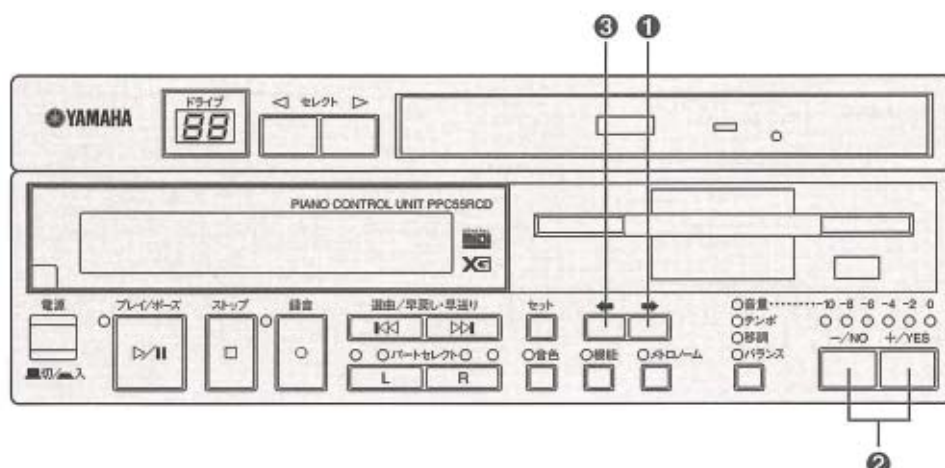 ❸ ❶
YAMAHA
ドライブ
88
◁ セレクト ▷
PIANO CONTROL UNIT PPC55RCD
XG
電源
プレイ/ポーズ
ストップ
録音
選曲/早戻し・早送り
セット
音量
-10 -8 -6 -4 -2 0
テンポ
移調
バランス
パートセレクト
音色
機能
メトロノーム
-/NO
+/YES
L
R
切/入
❷